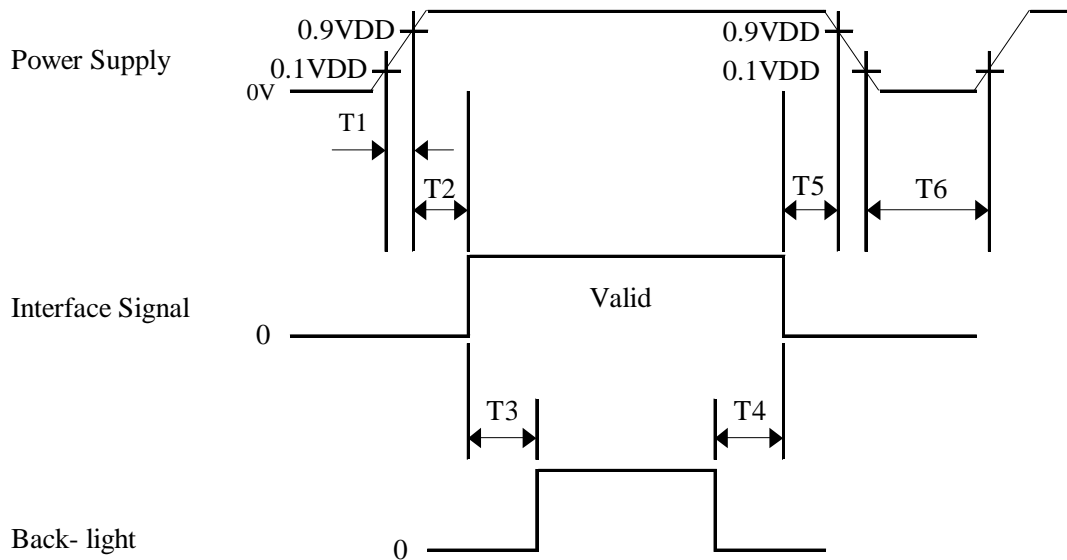 0.9VDD
0.9VDD
Power Supply
0.1VDD
0.1VDD
0V
T1
T2
T5
T6
Valid
Interface Signal
0
T3
T4
Back- light
0